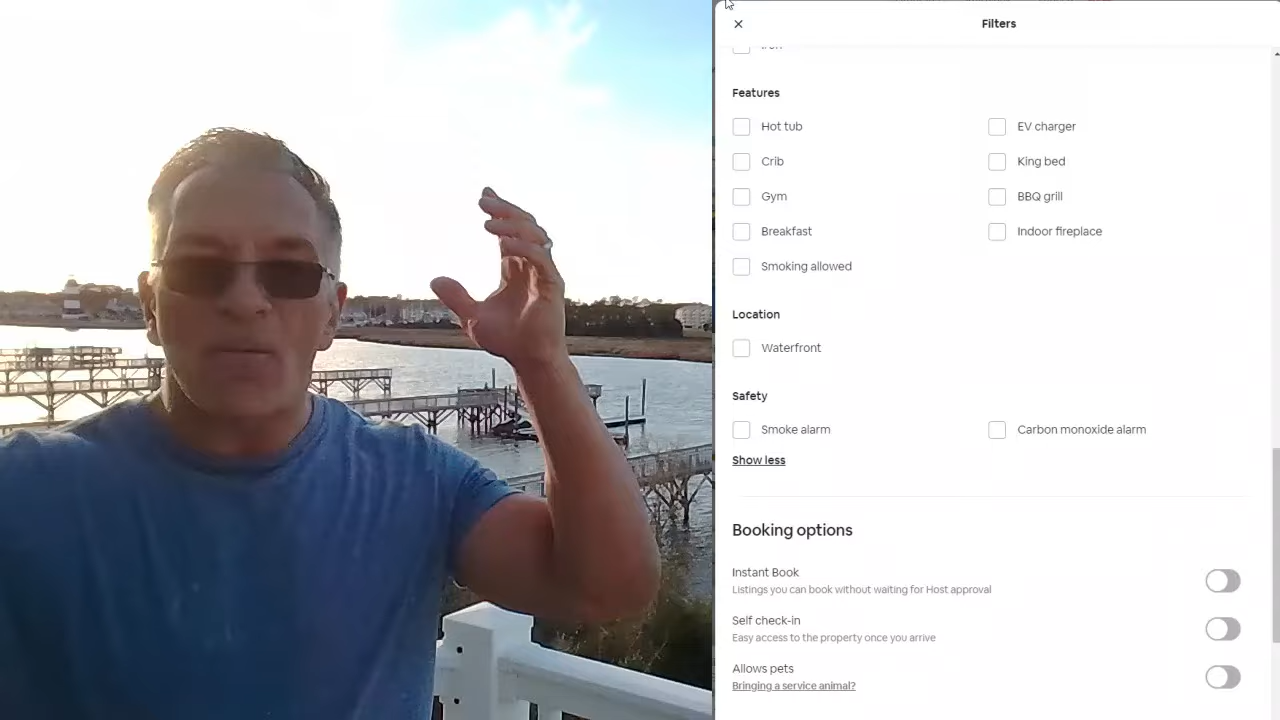 Filters
Features
Hot tub
EV charger
Crib
King bed
Gym
BBQ grill
Breakfast
Indoor fireplace
Smoking allowed
Location
Waterfront
Safety
Smoke alarm
Carbon monoxide alarm
Show less
Booking options
Instant Book
Listings you can book without waiting for Host approval
Self check-in
Easy access to the property once you arrive
Allows pets
Bringing a service animal?